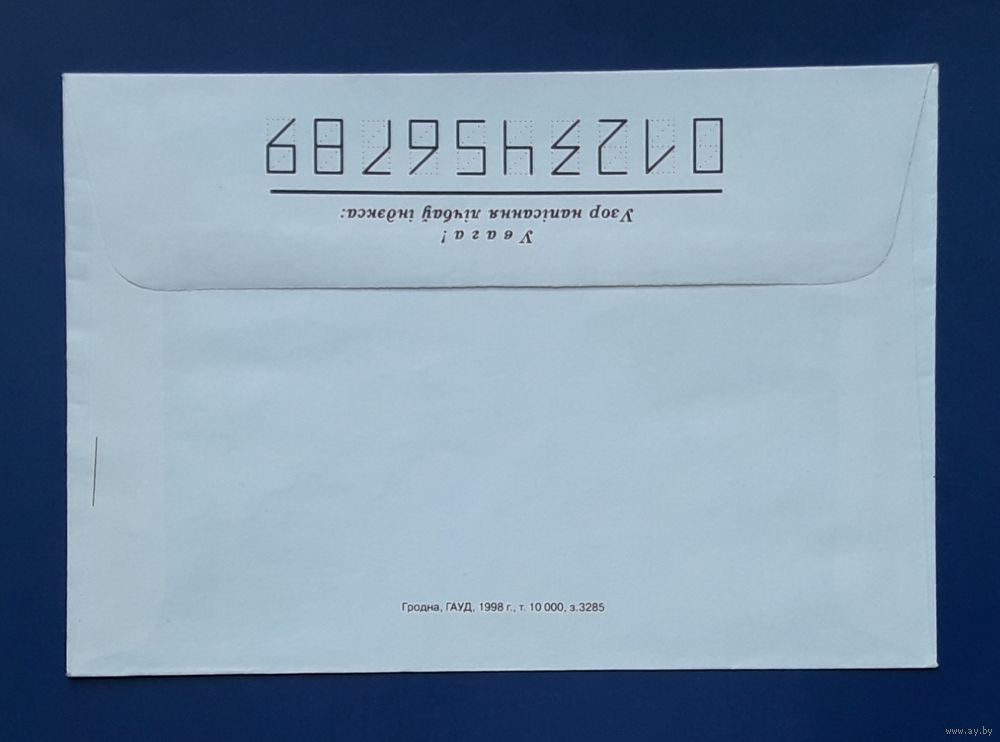 Увага!
Узор напісання лічбаў індэкса:
0123456789
Гродна, ГАУД, 1998 г., т. 10 000, з.3285
www.ay.by